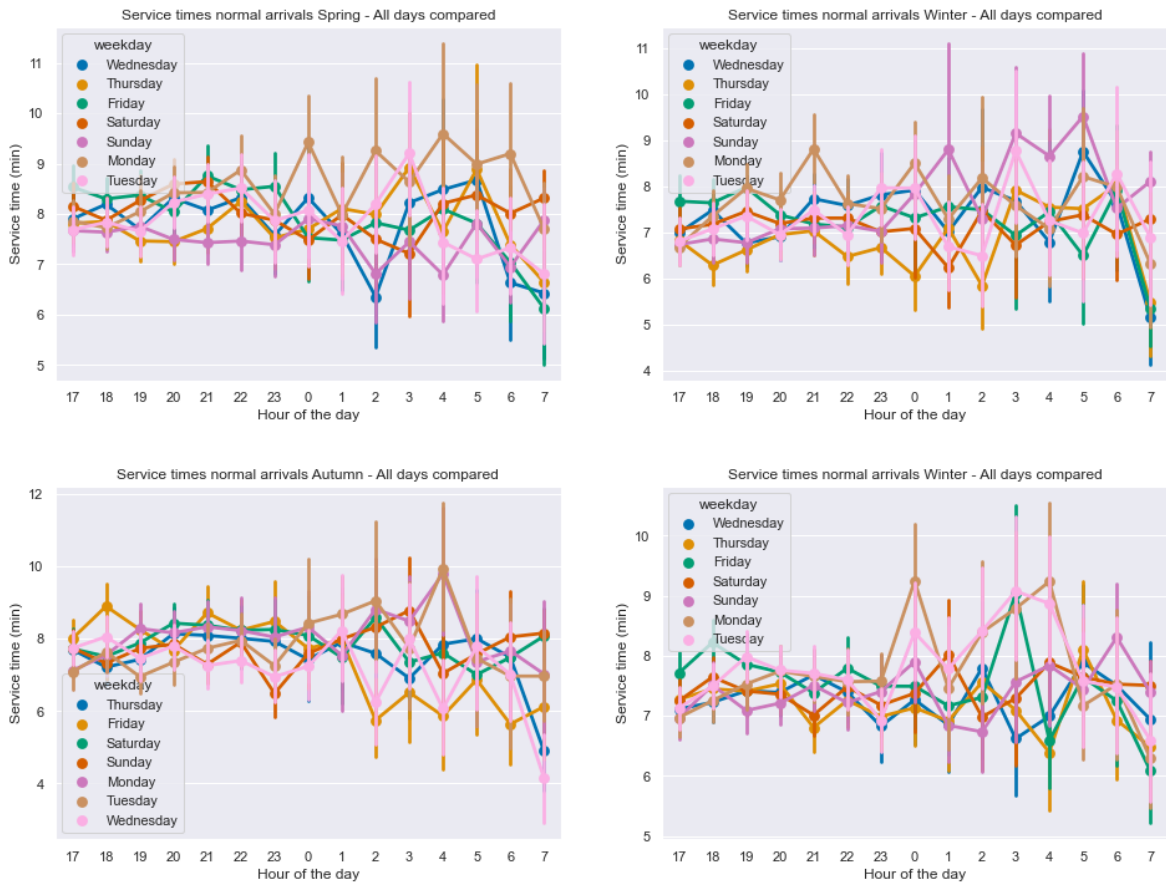 Service times normal arrivals Spring - All days compared
weekday
Wednesday
Thursday
Friday
Saturday
Sunday
Monday
Tuesday
11
10
9
8
7
6
5
Service time (min)
17 18 19 20 21 22 23 0 1 2 3 4 5 6 7
Hour of the day
Service times normal arrivals Winter - All days compared
weekday
Wednesday
Thursday
Friday
Saturday
Sunday
Monday
Tuesday
11
10
9
8
7
6
5
4
Service time (min)
17 18 19 20 21 22 23 0 1 2 3 4 5 6 7
Hour of the day
Service times normal arrivals Autumn - All days compared
12
10
8
6
4
Service time (min)
weekday
Thursday
Friday
Saturday
Sunday
Monday
Tuesday
Wednesday
17 18 19 20 21 22 23 0 1 2 3 4 5 6 7
Hour of the day
Service times normal arrivals Winter - All days compared
weekday
Wednesday
Thursday
Friday
Saturday
Sunday
Monday
Tuesday
10
9
8
7
6
5
Service time (min)
17 18 19 20 21 22 23 0 1 2 3 4 5 6 7
Hour of the day